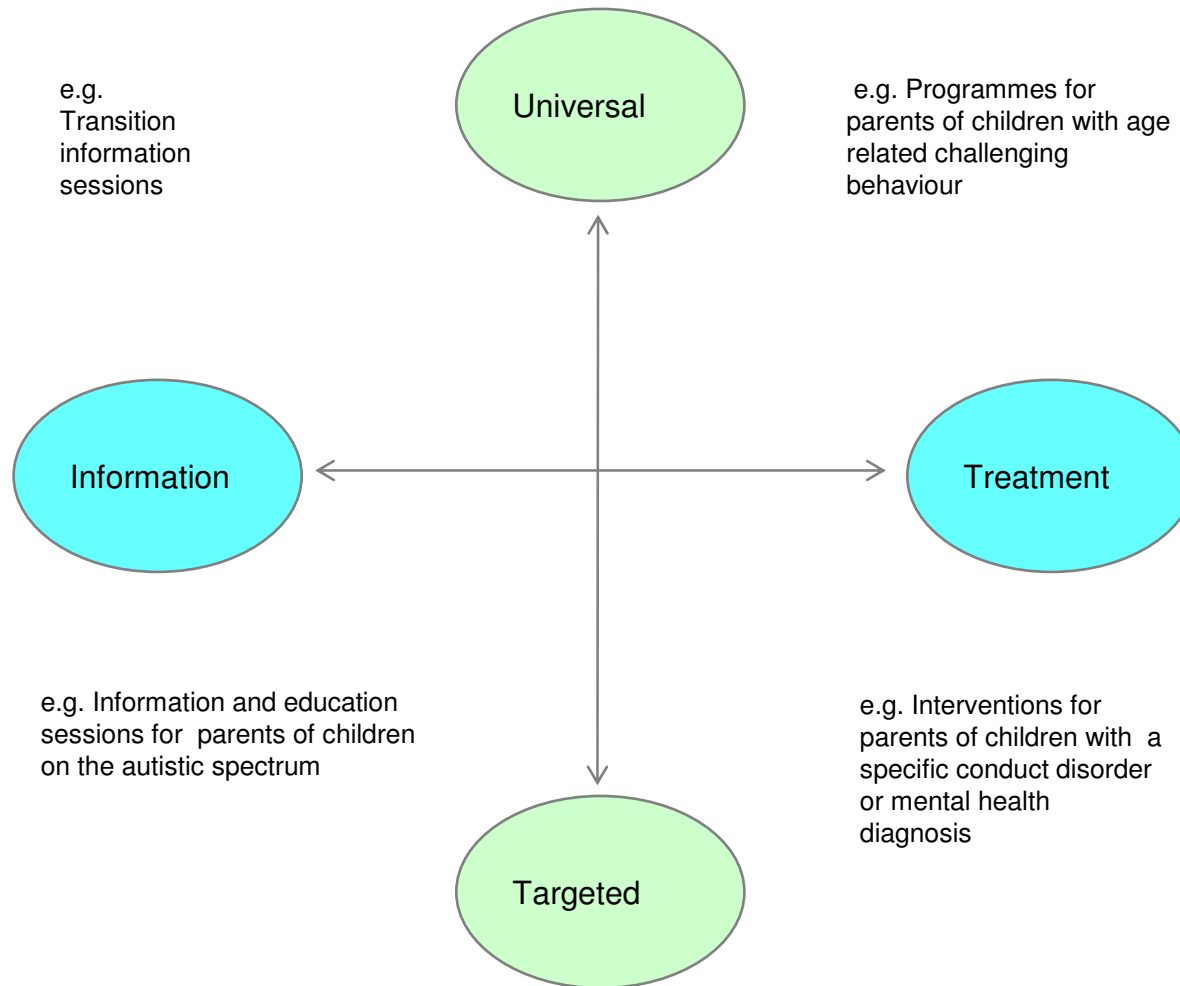 e.g.
Transition
information
sessions
Universal
e.g. Programmes for
parents of children with age
related challenging
behaviour
Information
Treatment
e.g. Information and education
sessions for parents of children
on the autistic spectrum
e.g. Interventions for
parents of children with a
specific conduct disorder
or mental health
diagnosis
Targeted